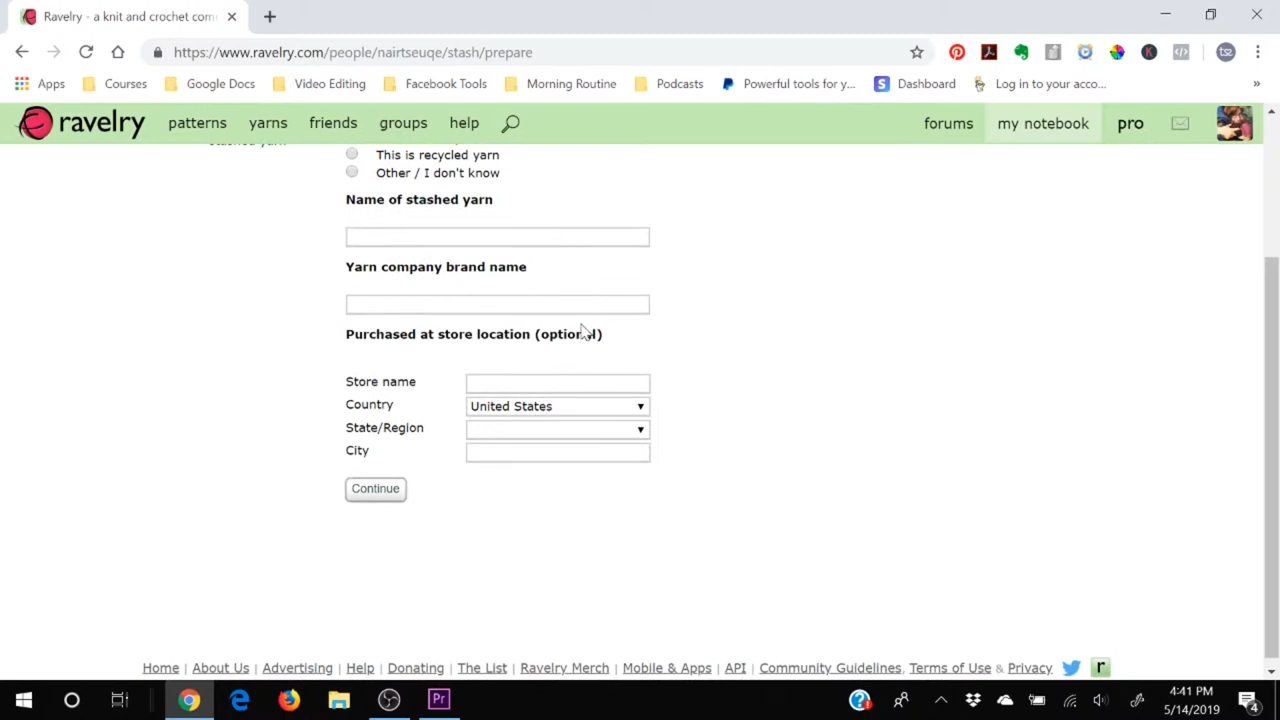 Ravelry - a knit and crochet com
https://www.ravelry.com/people/nairtseuqe/stash/prepare
Apps Courses Google Docs Video Editing Facebook Tools Morning Routine Podcasts Powerful tools for y... Dashboard Log in to your acco... »
ravelry patterns yarns friends groups help forums my notebook pro
This is recycled yarn
Other / I don't know
Name of stashed yarn
Yarn company brand name
Purchased at store location (optional)
Store name
Country United States
State/Region
City
Continue
Home | About Us | Advertising | Help | Donating | The List | Ravelry Merch | Mobile & Apps | API | Community Guidelines, Terms of Use & Privacy r
Pr
4:41 PM
5/14/2019
4